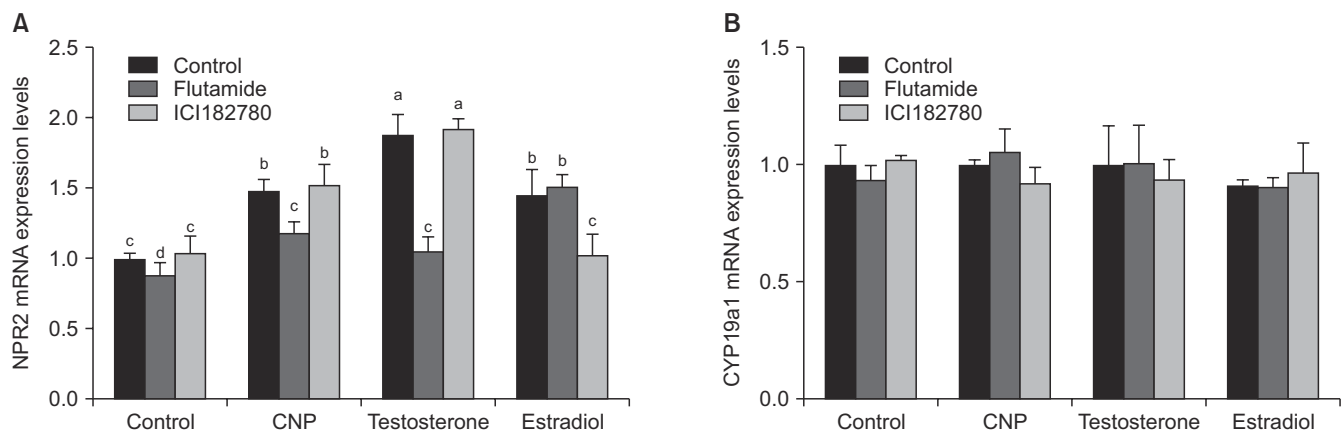 A
NPR2 mRNA expression levels
2.5
2.0
1.5
1.0
0.5
0.0
Control
Flutamide
ICI182780
c
d
c
b
c
b
a
c
a
b
b
c
Control
CNP
Testosterone
Estradiol
B
CYP19a1 mRNA expression levels
1.5
1.0
0.5
0.0
Control
Flutamide
ICI182780
Control
CNP
Testosterone
Estradiol